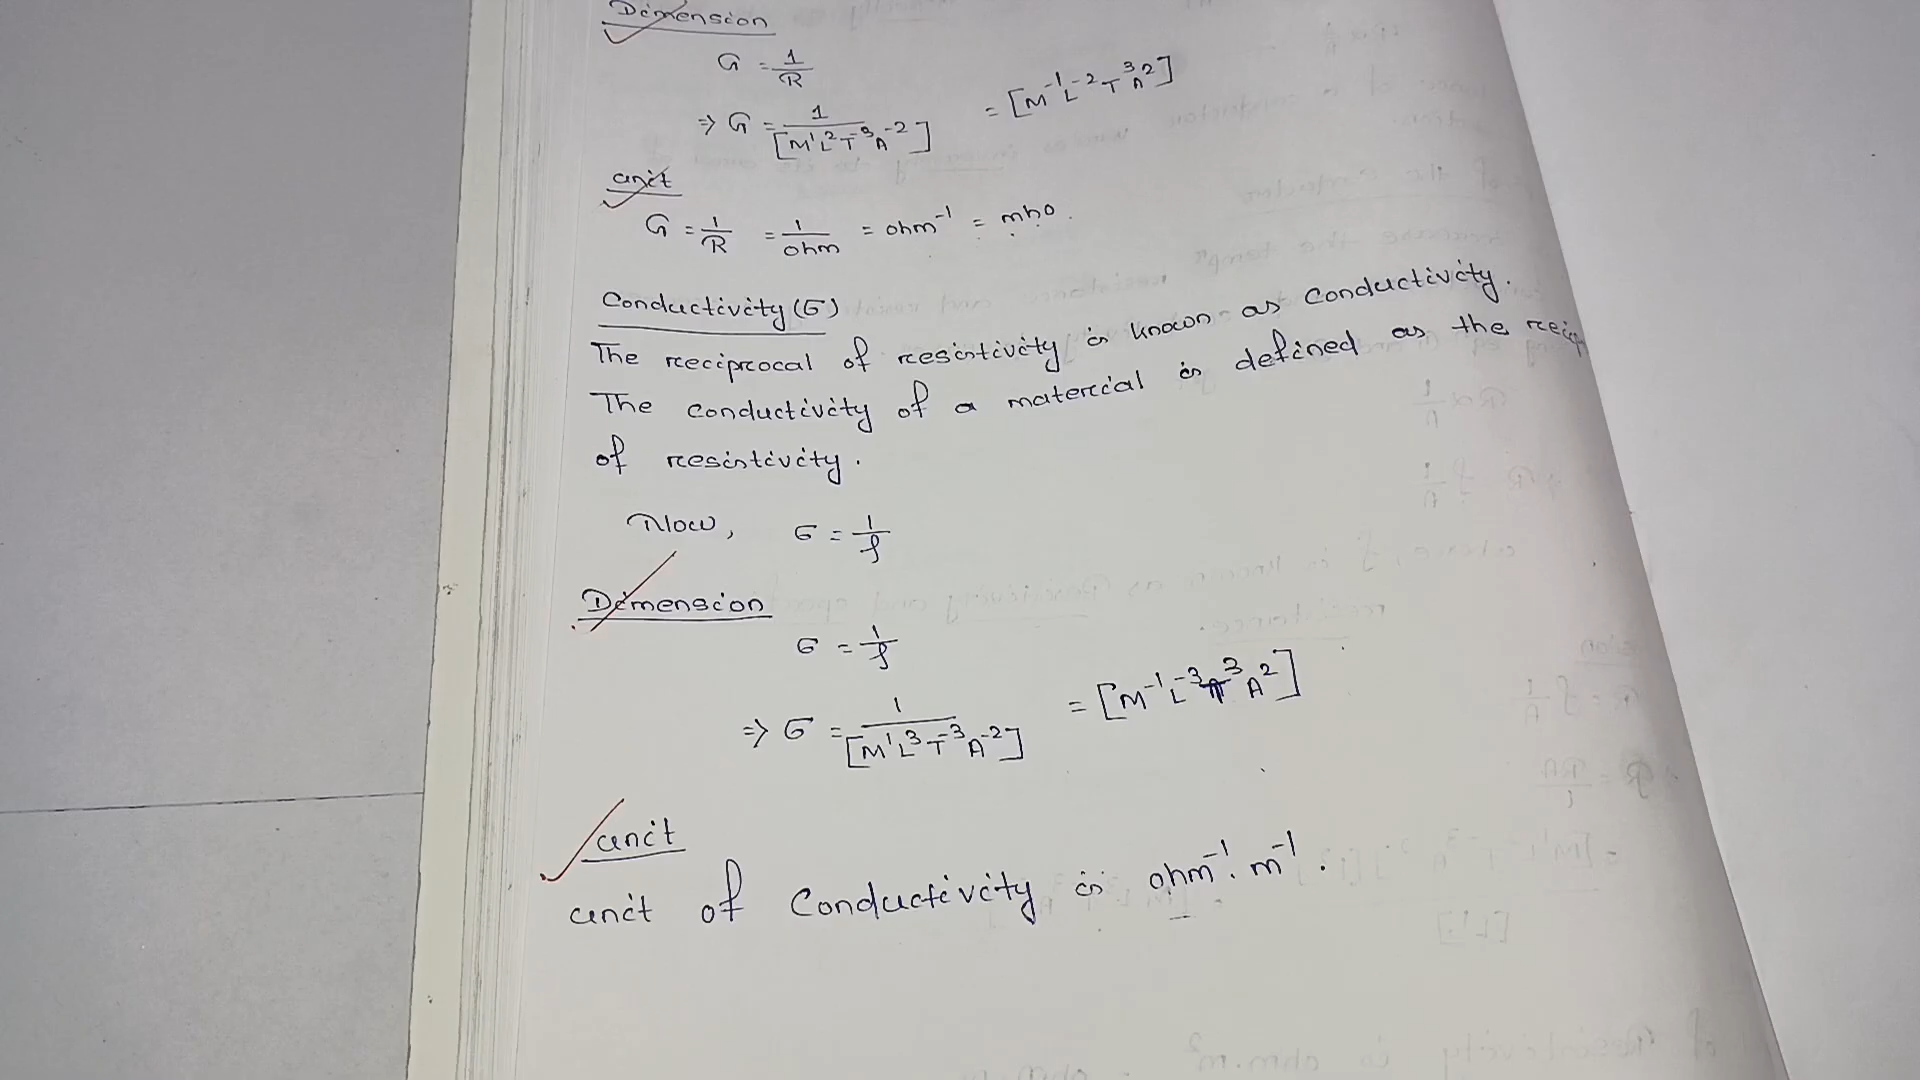 Dimension
G = 1/R
⇒ G = 1/[M¹L²T⁻³A⁻²] = [M⁻¹L⁻²T³A²]
unit
G = 1/R = 1/ohm = ohm⁻¹ = mho.
Conductivity (σ)
The reciprocal of resistivity is known as conductivity.
The conductivity of a material is defined as the
of resistivity.
Now, σ = 1/ρ
Dimension
σ = 1/ρ
⇒ σ = 1/[M¹L³T⁻³A⁻²] = [M⁻¹L⁻³T³A²]
unit
unit of Conductivity is ohm⁻¹. m⁻¹.